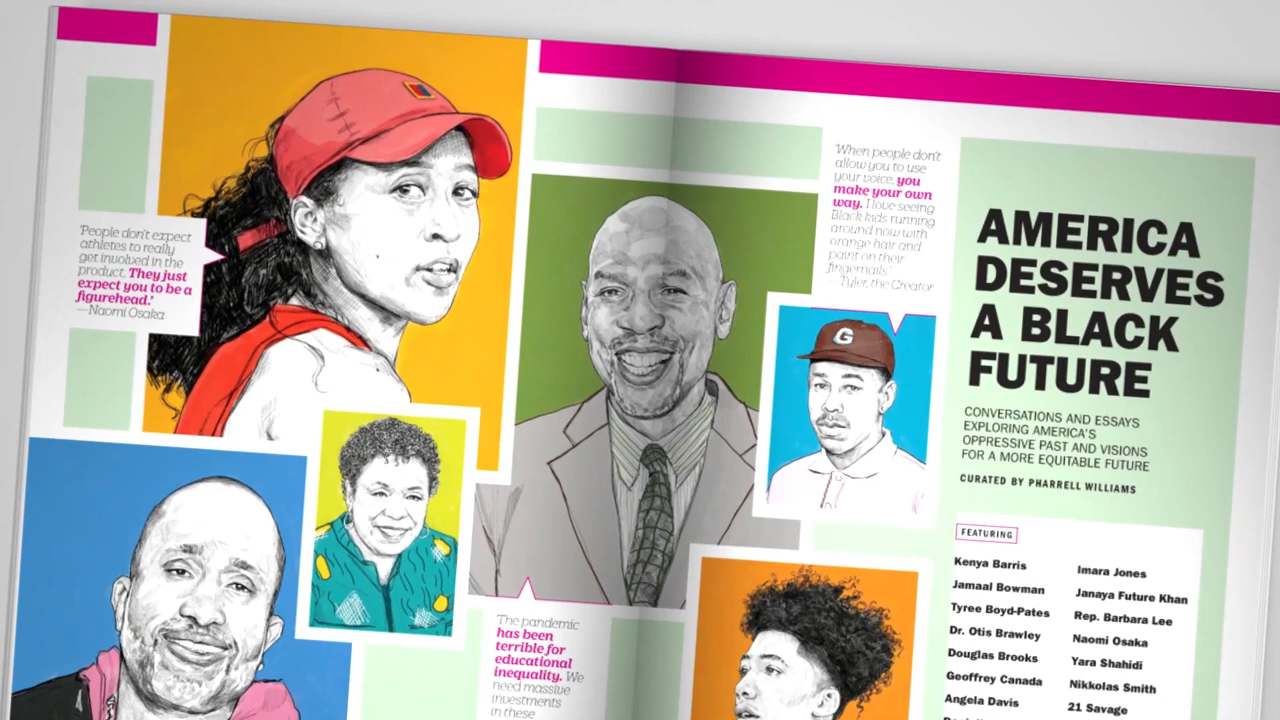 'People don't expect
athletes to really
get involved in the
product. They just
expect you to be a
figurehead.'
—Naomi Osaka
'When people don't
allow you to use
your voice, you
make your own
way. I love seeing
Black kids running
around now with
orange hair and
paint on their
fingernails.'
—Tyler, the Creator
G
'The pandemic
has been
terrible for
educational
inequality. We
need massive
investments
in these
AMERICA
DESERVES
A BLACK
FUTURE
CONVERSATIONS AND ESSAYS
EXPLORING AMERICA'S
OPPRESSIVE PAST AND VISIONS
FOR A MORE EQUITABLE FUTURE
CURATED BY PHARRELL WILLIAMS
FEATURING
Kenya Barris
Jamaal Bowman
Tyree Boyd-Pates
Dr. Otis Brawley
Douglas Brooks
Geoffrey Canada
Angela Davis
Imara Jones
Janaya Future Khan
Rep. Barbara Lee
Naomi Osaka
Yara Shahidi
Nikkolas Smith
21 Savage